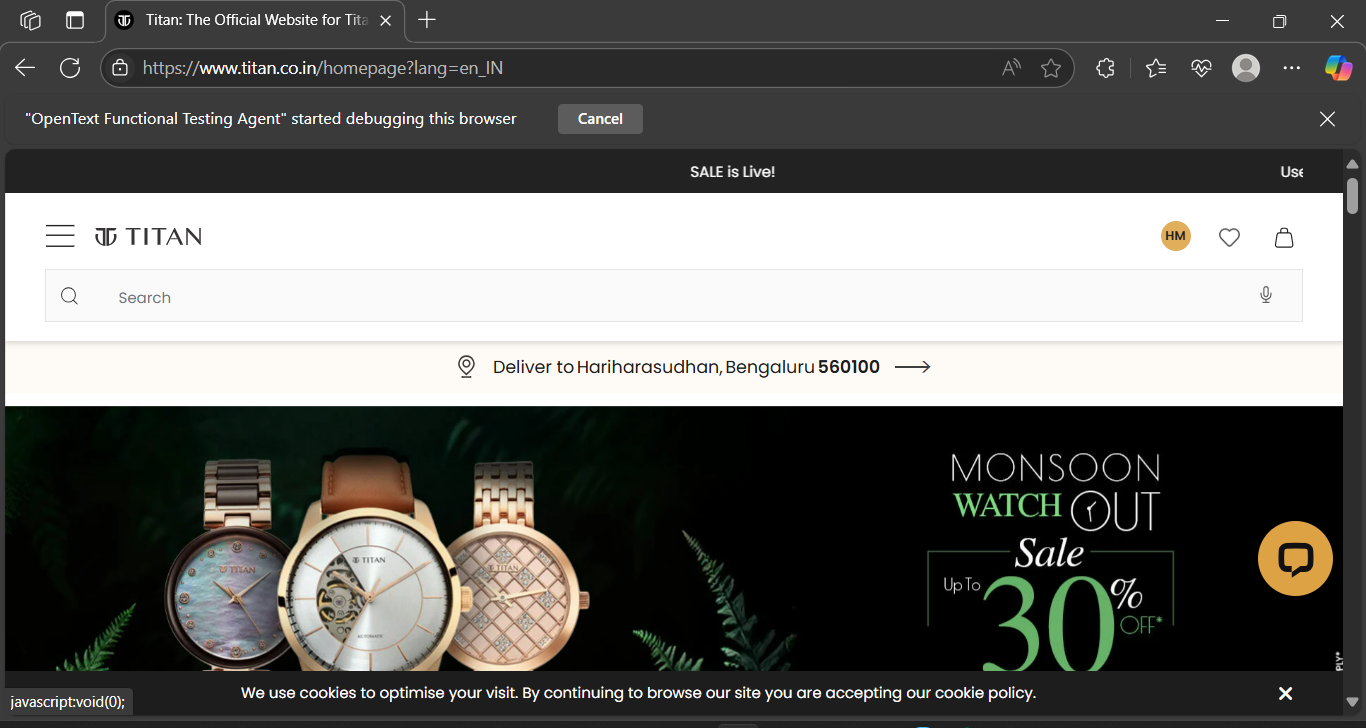 Titan: The Official Website for Tita
https://www.titan.co.in/homepage?lang=en_IN
"OpenText Functional Testing Agent" started debugging this browser
Cancel
SALE is Live!
Use
TITAN
HM
Search
Deliver to Hariharasudhan, Bengaluru 560100
MONSOON
WATCH OUT
Sale
Up To
30% OFF*
TITAN
TITAN
TITAN
AUTOMATIC
PLY*
We use cookies to optimise your visit. By continuing to browse our site you are accepting our cookie policy.
javascript:void(0);